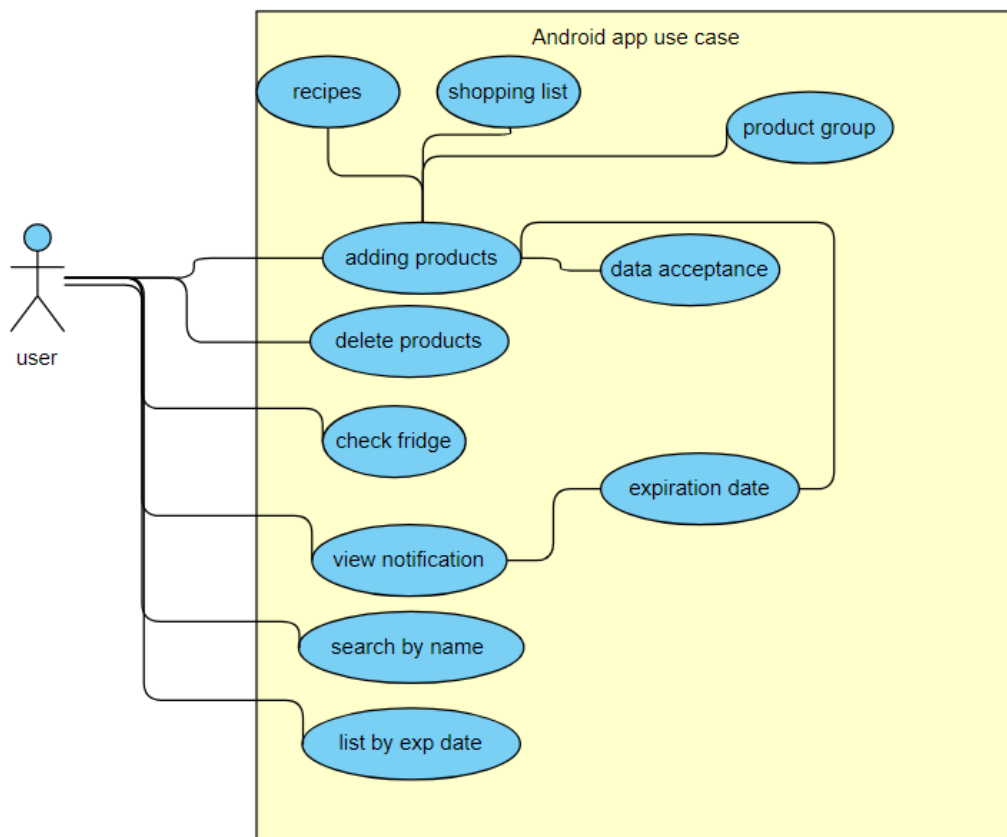 Android app use case
recipes
shopping list
product group
adding products
data acceptance
user
delete products
check fridge
expiration date
view notification
search by name
list by exp date